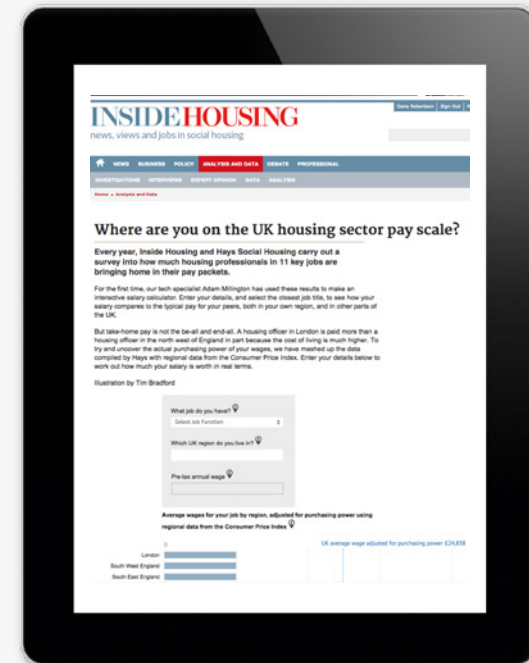 INSIDEHOUSING
news, views and jobs in social housing
Gene Robertson | Sign Out
NEWS BUSINESS POLICY ANALYSIS AND DATA DEBATE PROFESSIONAL
INVESTIGATIONS INTERVIEWS EXPERT OPINION DATA ANALYSIS
Home > Analysis and Data
Where are you on the UK housing sector pay scale?
Every year, Inside Housing and Hays Social Housing carry out a
survey into how much housing professionals in 11 key jobs are
bringing home in their pay packets.
For the first time, our tech specialist Adam Millington has used these results to make an
interactive salary calculator. Enter your details, and select the closest job title, to see how your
salary compares to the typical pay for your peers, both in your own region, and in other parts of
the UK.
But take-home pay is not the be-all and end-all. A housing officer in London is paid more than a
housing officer in the north west of England in part because the cost of living is much higher. To
try and uncover the actual purchasing power of your wages, we have mashed up the data
compiled by Hays with regional data from the Consumer Price Index. Enter your details below to
work out how much your salary is worth in real terms.
Illustration by Tim Bradford
What job do you have?
Select Job Function
Which UK region do you live in?
Pre-tax annual wage
Average wages for your job by region, adjusted for purchasing power using
regional data from the Consumer Price Index
0
UK average wage adjusted for purchasing power: £24,858
London
South West England
South East England